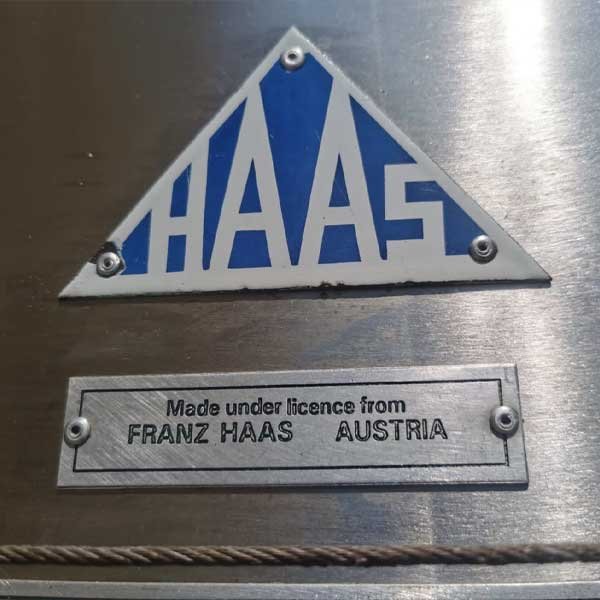 HAAS
Made under licence from
FRANZ HAAS AUSTRIA